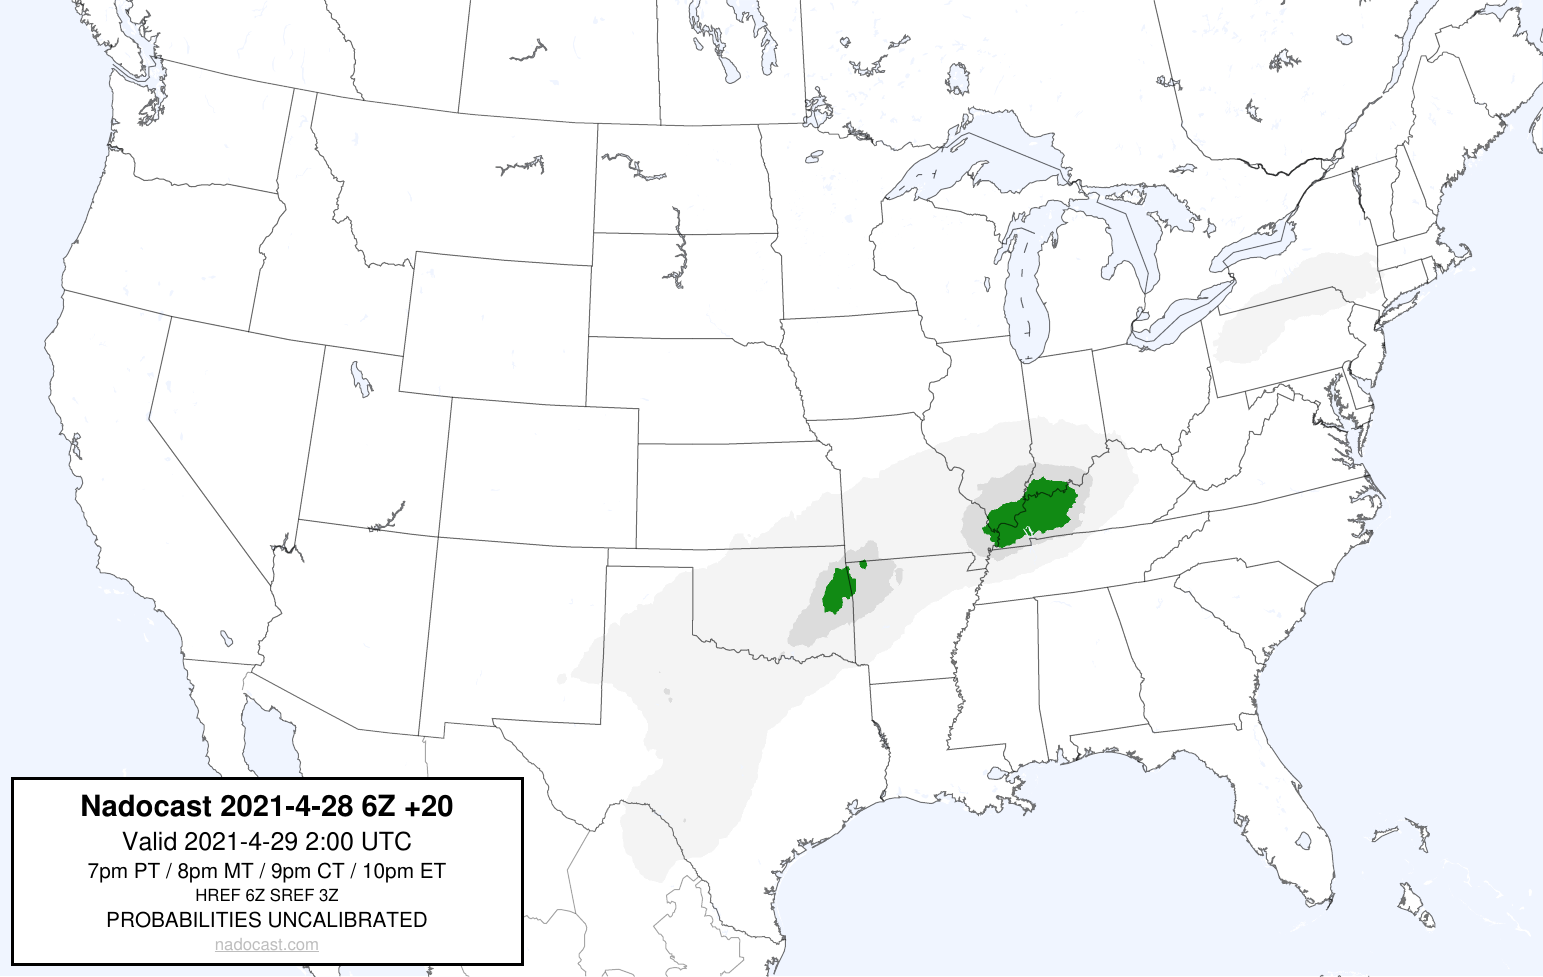 Nadocast 2021-4-28 6Z +20
Valid 2021-4-29 2:00 UTC
7pm PT / 8pm MT / 9pm CT / 10pm ET
HREF 6Z SREF 3Z
PROBABILITIES UNCALIBRATED
nadocast.com